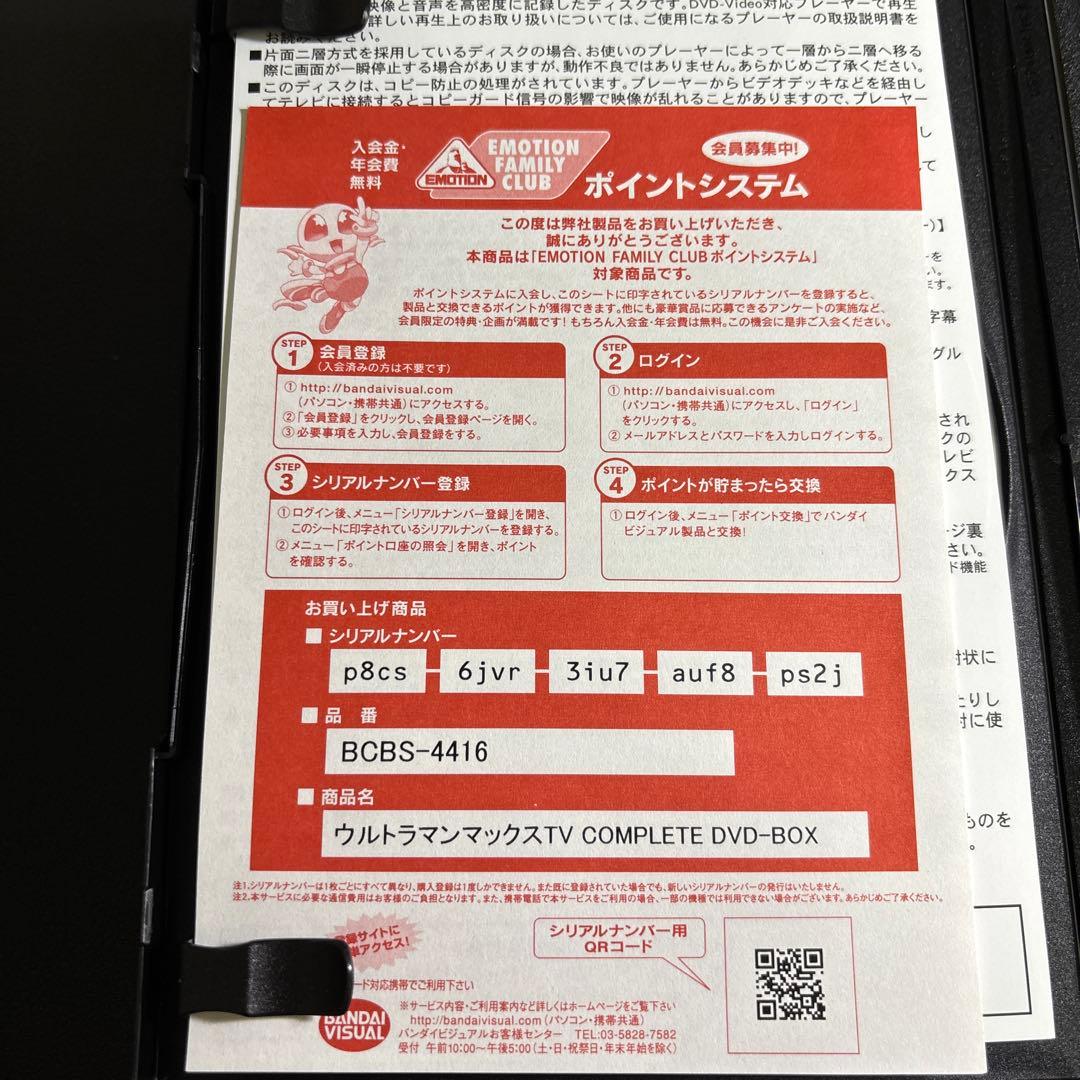 映像と音声を高密度に記録したディスクです。DVD-Video対応プレーヤーで再生
詳しい再生上のお取り扱いについては、ご使用になるプレーヤーの取扱説明書を
お読みください。
■片面二層方式を採用しているディスクの場合、お使いのプレーヤーによって一層から二層へ移る
際に画面が一瞬停止する場合がありますが、動作不良ではありません。あらかじめご了承ください。
■このディスクは、コピー防止の処理がされています。プレーヤーからビデオデッキなどを経由し
てテレビに接続するとコピーガード信号の影響で映像が乱れることがありますので、プレーヤー
入会金・
年会費
無料
EMOTION
EMOTION
FAMILY
CLUB
会員募集中!
ポイントシステム
この度は弊社製品をお買い上げいただき、
誠にありがとうございます。
本商品は「EMOTION FAMILY CLUBポイントシステム」
対象商品です。
ポイントシステムに入会し、このシートに印字されているシリアルナンバーを登録すると、
製品と交換できるポイントが獲得できます。他にも豪華賞品に応募できるアンケートの実施など、
会員限定の特典・企画が満載です!もちろん入会金・年会費は無料。この機会に是非ご入会ください。
STEP
1
会員登録
(入会済みの方は不要です)
① http://bandaivisual.com
(パソコン・携帯共通)にアクセスする。
②「会員登録」をクリックし、会員登録ページを開く。
③ 必要事項を入力し、会員登録をする。
STEP
2
ログイン
① http://bandaivisual.com
(パソコン・携帯共通)にアクセスし、「ログイン」
をクリックする。
② メールアドレスとパスワードを入力しログインする。
STEP
3
シリアルナンバー登録
① ログイン後、メニュー「シリアルナンバー登録」を開き、
このシートに印字されているシリアルナンバーを登録する。
② メニュー「ポイント口座の照会」を開き、ポイント
を確認する。
STEP
4
ポイントが貯まったら交換
① ログイン後、メニュー「ポイント交換」でバンダイ
ビジュアル製品と交換!
お買い上げ商品
■ シリアルナンバー
p8cs-6jvr-3iu7-auf8-ps2j
■ 品 番
BCBS-4416
■ 商品名
ウルトラマンマックスTV COMPLETE DVD-BOX
注1.シリアルナンバーは1枚ごとにすべて異なり、購入登録は1度しかできません。また既に登録されていた場合でも、新しいシリアルナンバーの発行はいたしません。
注2.本サービスに必要な通信費用はお客様のご負担となります。また、携帯電話で本サービスをご利用の場合、一部の機種では利用できない場合がございます。あらかじめご了承ください。
登録サイトに
簡単アクセス!
シリアルナンバー用
QRコード
ード対応携帯でご利用下さい
BANDAI
VISUAL
※サービス内容・ご利用案内など詳しくはホームページをご覧下さい
http://bandaivisual.com(パソコン・携帯共通)
バンダイビジュアルお客様センター TEL:03-5828-7582
受付 午前10:00~午後5:00(土・日・祝祭日・年末年始を除く)
字幕
グル
され
クの
レビ
ックス
ージ裏
さい。
ド機能
封状に
たりし
封に使
ものを
。